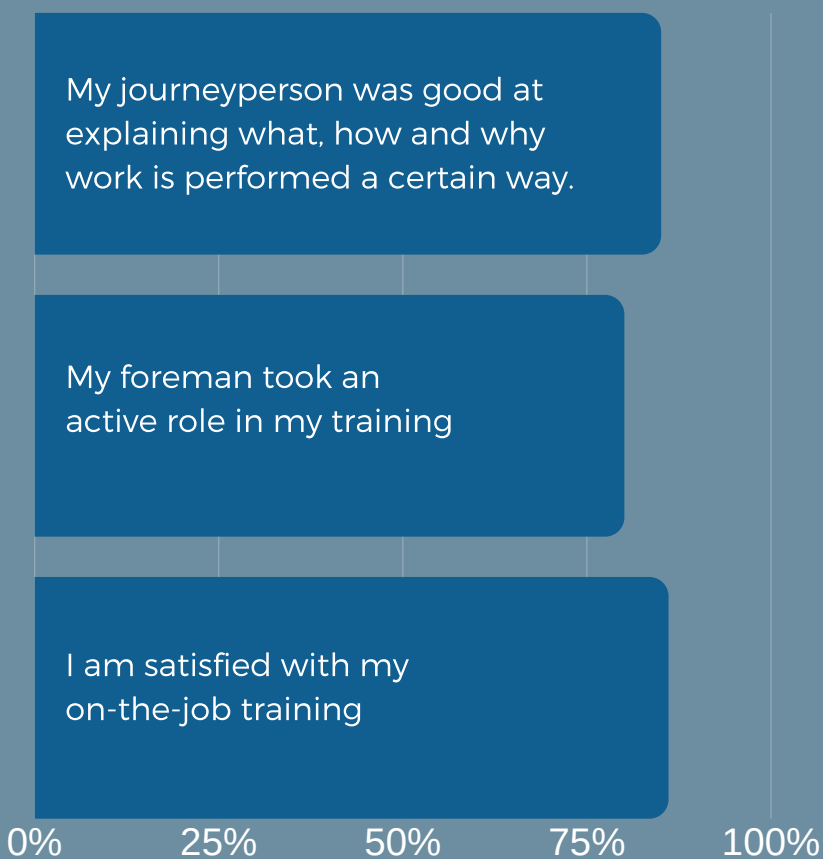 My journeyperson was good at
explaining what, how and why
work is performed a certain way.
My foreman took an
active role in my training
I am satisfied with my
on-the-job training
0% 25% 50% 75% 100%